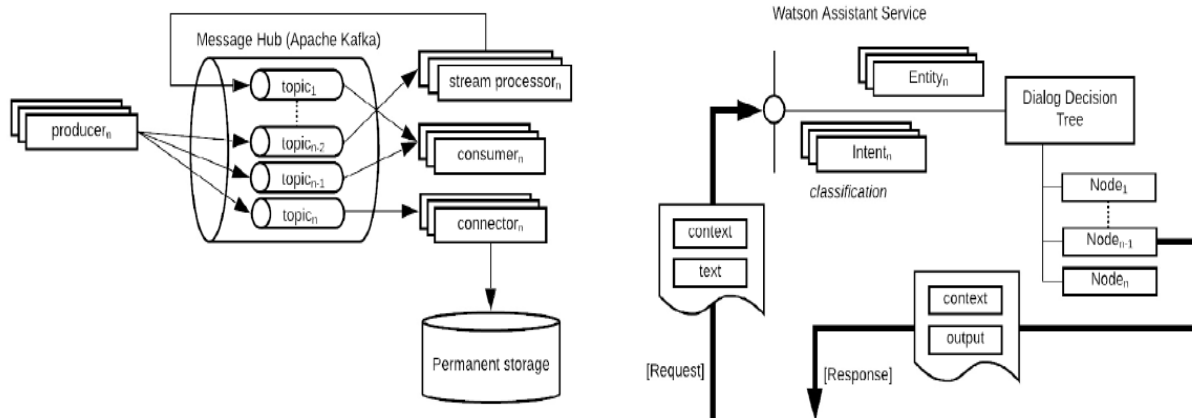 Message Hub (Apache Kafka)
producerₙ
topic₁
topicₙ₋₂
topicₙ₋₁
topicₙ
stream processorₙ
consumerₙ
connectorₙ
Permanent storage
Watson Assistant Service
Entityₙ
Intentₙ
classification
Dialog Decision
Tree
Node₁
Nodeₙ₋₁
Nodeₙ
context
text
[Request]
context
output
[Response]